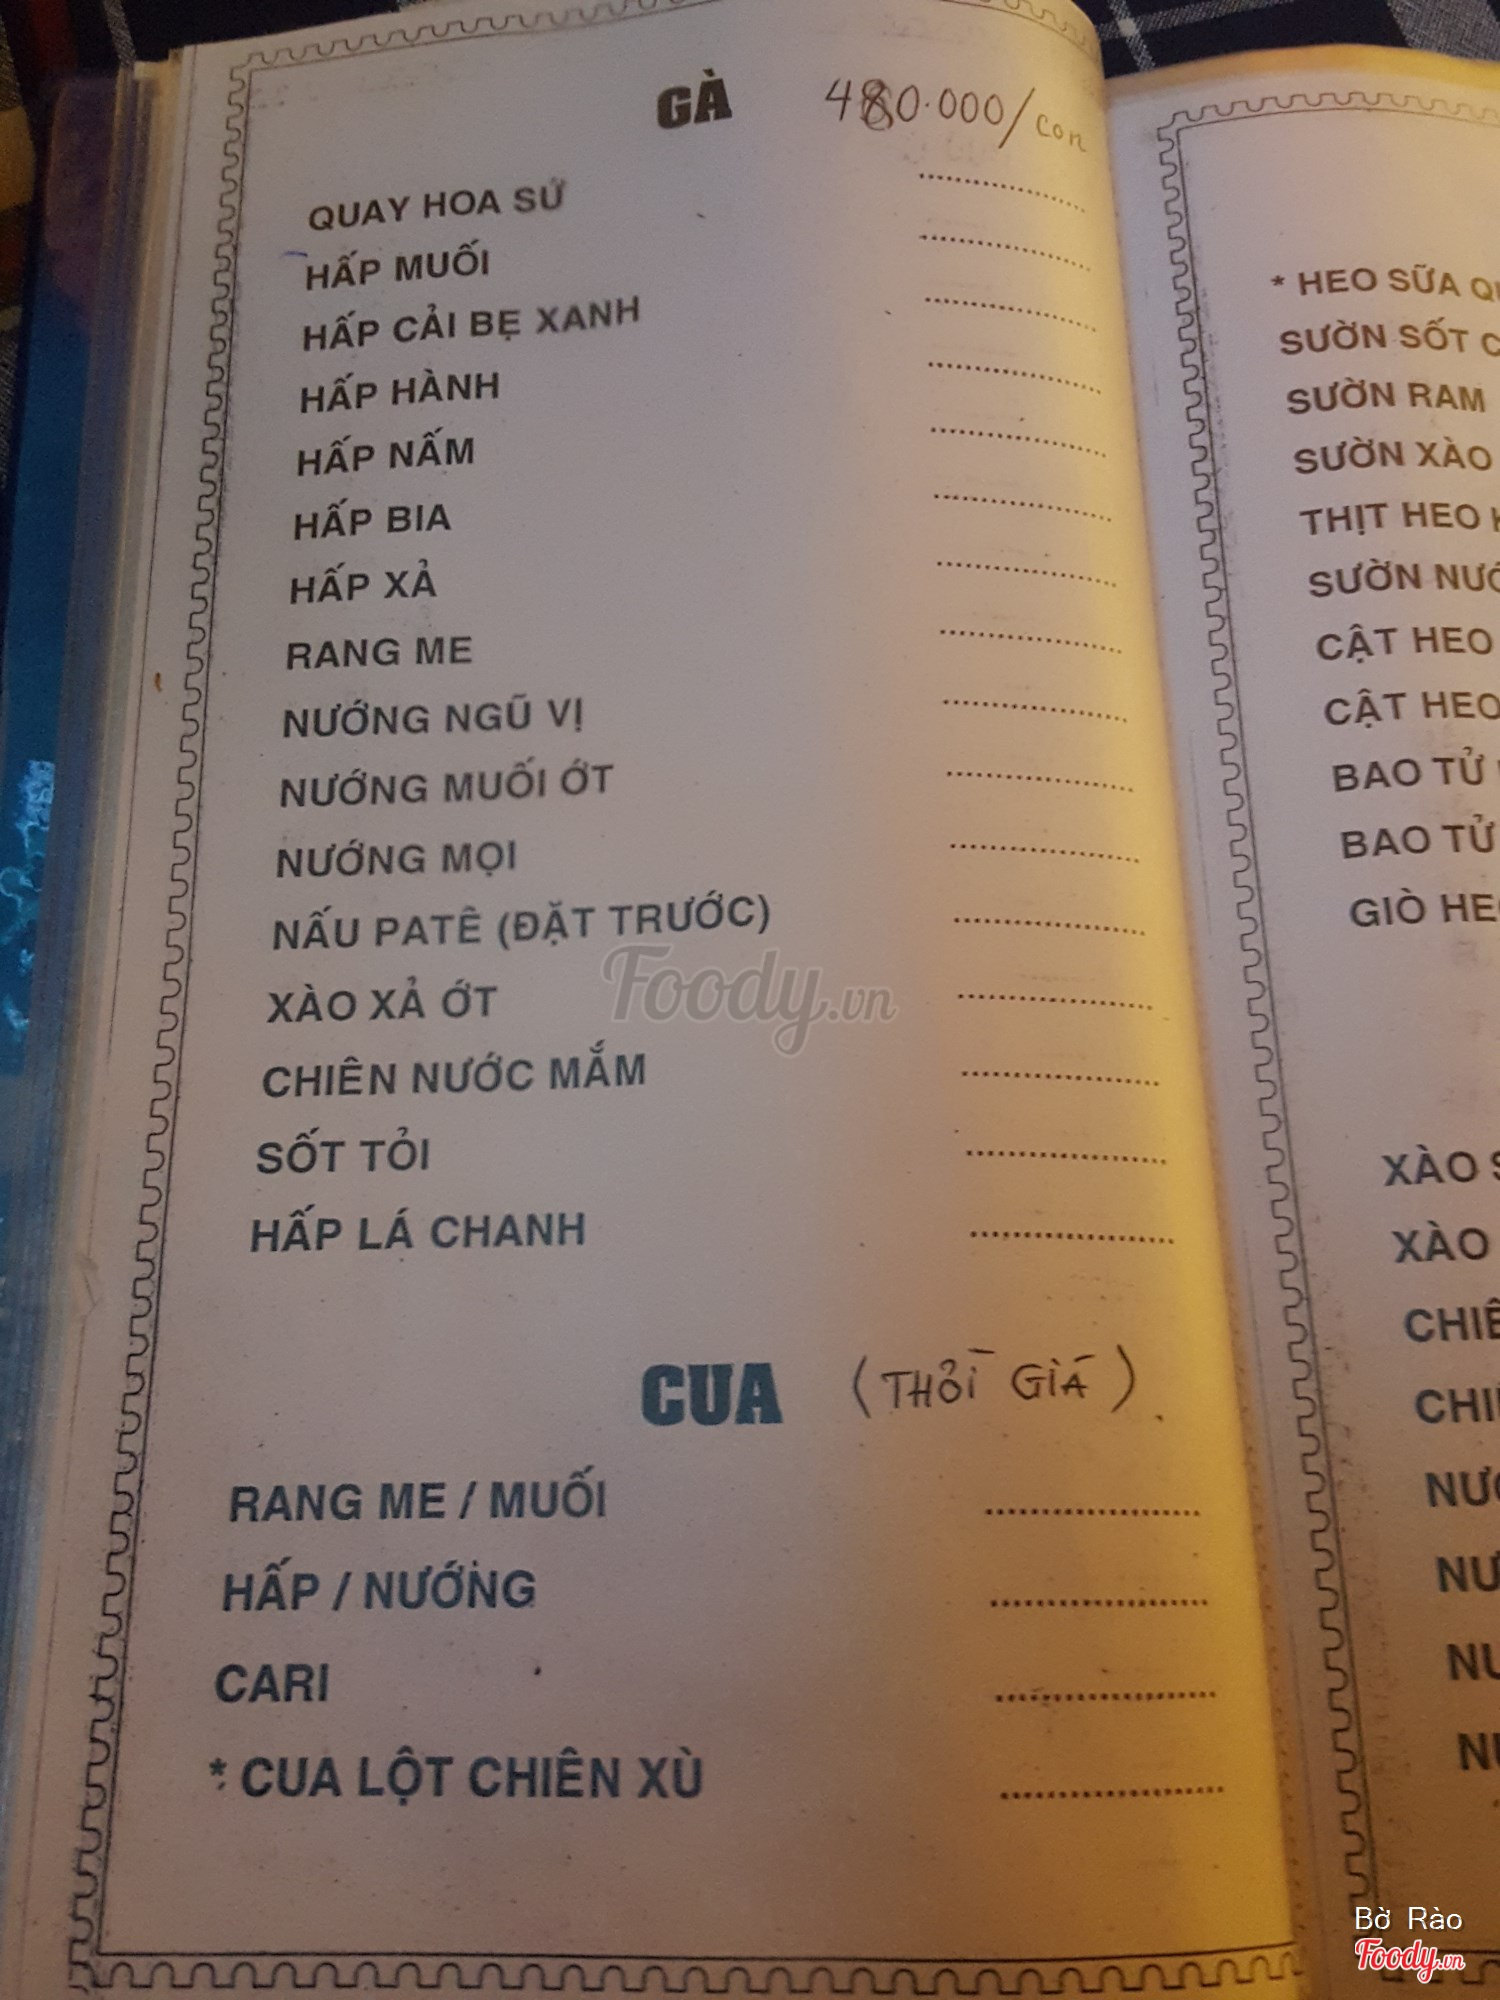 GÀ 480.000/con
QUAY HOA SỨ
HẤP MUỐI
HẤP CẢI BẸ XANH
HẤP HÀNH
HẤP NẤM
HẤP BIA
HẤP XẢ
RANG ME
NƯỚNG NGŨ VỊ
NƯỚNG MUỐI ỚT
NƯỚNG MỌI
NẤU PATÊ (ĐẶT TRƯỚC)
XÀO XẢ ỚT
CHIÊN NƯỚC MẮM
SỐT TỎI
HẤP LÁ CHANH
CUA (THỜI GIÁ)
RANG ME / MUỐI
HẤP / NƯỚNG
CARI
* CUA LỘT CHIÊN XÙ
* HEO SỮA
SƯỜN SỐT
SƯỜN RAM
SƯỜN XÀO
THỊT HEO
SƯỜN
CẬT HEO
CẬT HEO
BAO TỬ
BAO TỬ
GIÒ
XÀO
XÀO
Foody.vn
Bờ Rào
Foody.vn